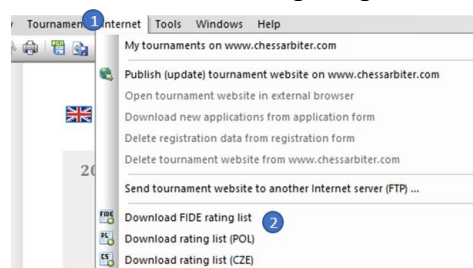 Tournamen 1 nternet Tools Windows Help
My tournaments on www.chessarbiter.com
Publish (update) tournament website on www.chessarbiter.com
Open tournament website in external browser
Download new applications from application form
Delete registration data from registration form
Delete tournament website from www.chessarbiter.com
20
Send tournament website to another Internet server (FTP) ...
FIDE Download FIDE rating list 2
PL Download rating list (POL)
CS Download rating list (CZE)